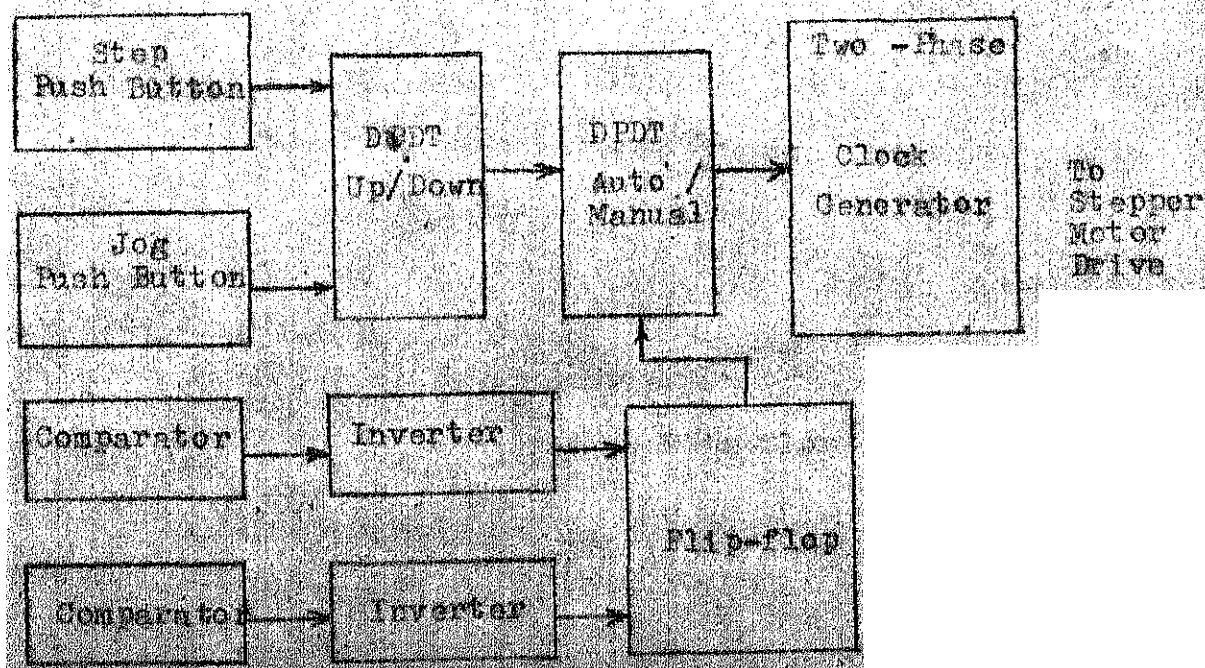 Step
Push Button
DPDT
Up/Down
DPDT
Auto /
Manual
Two -Phase
Clock
Generator
To
Stepper
Motor
Drive
Jog
Push Button
Comparator
Inverter
Flip-flop
Comparator
Inverter